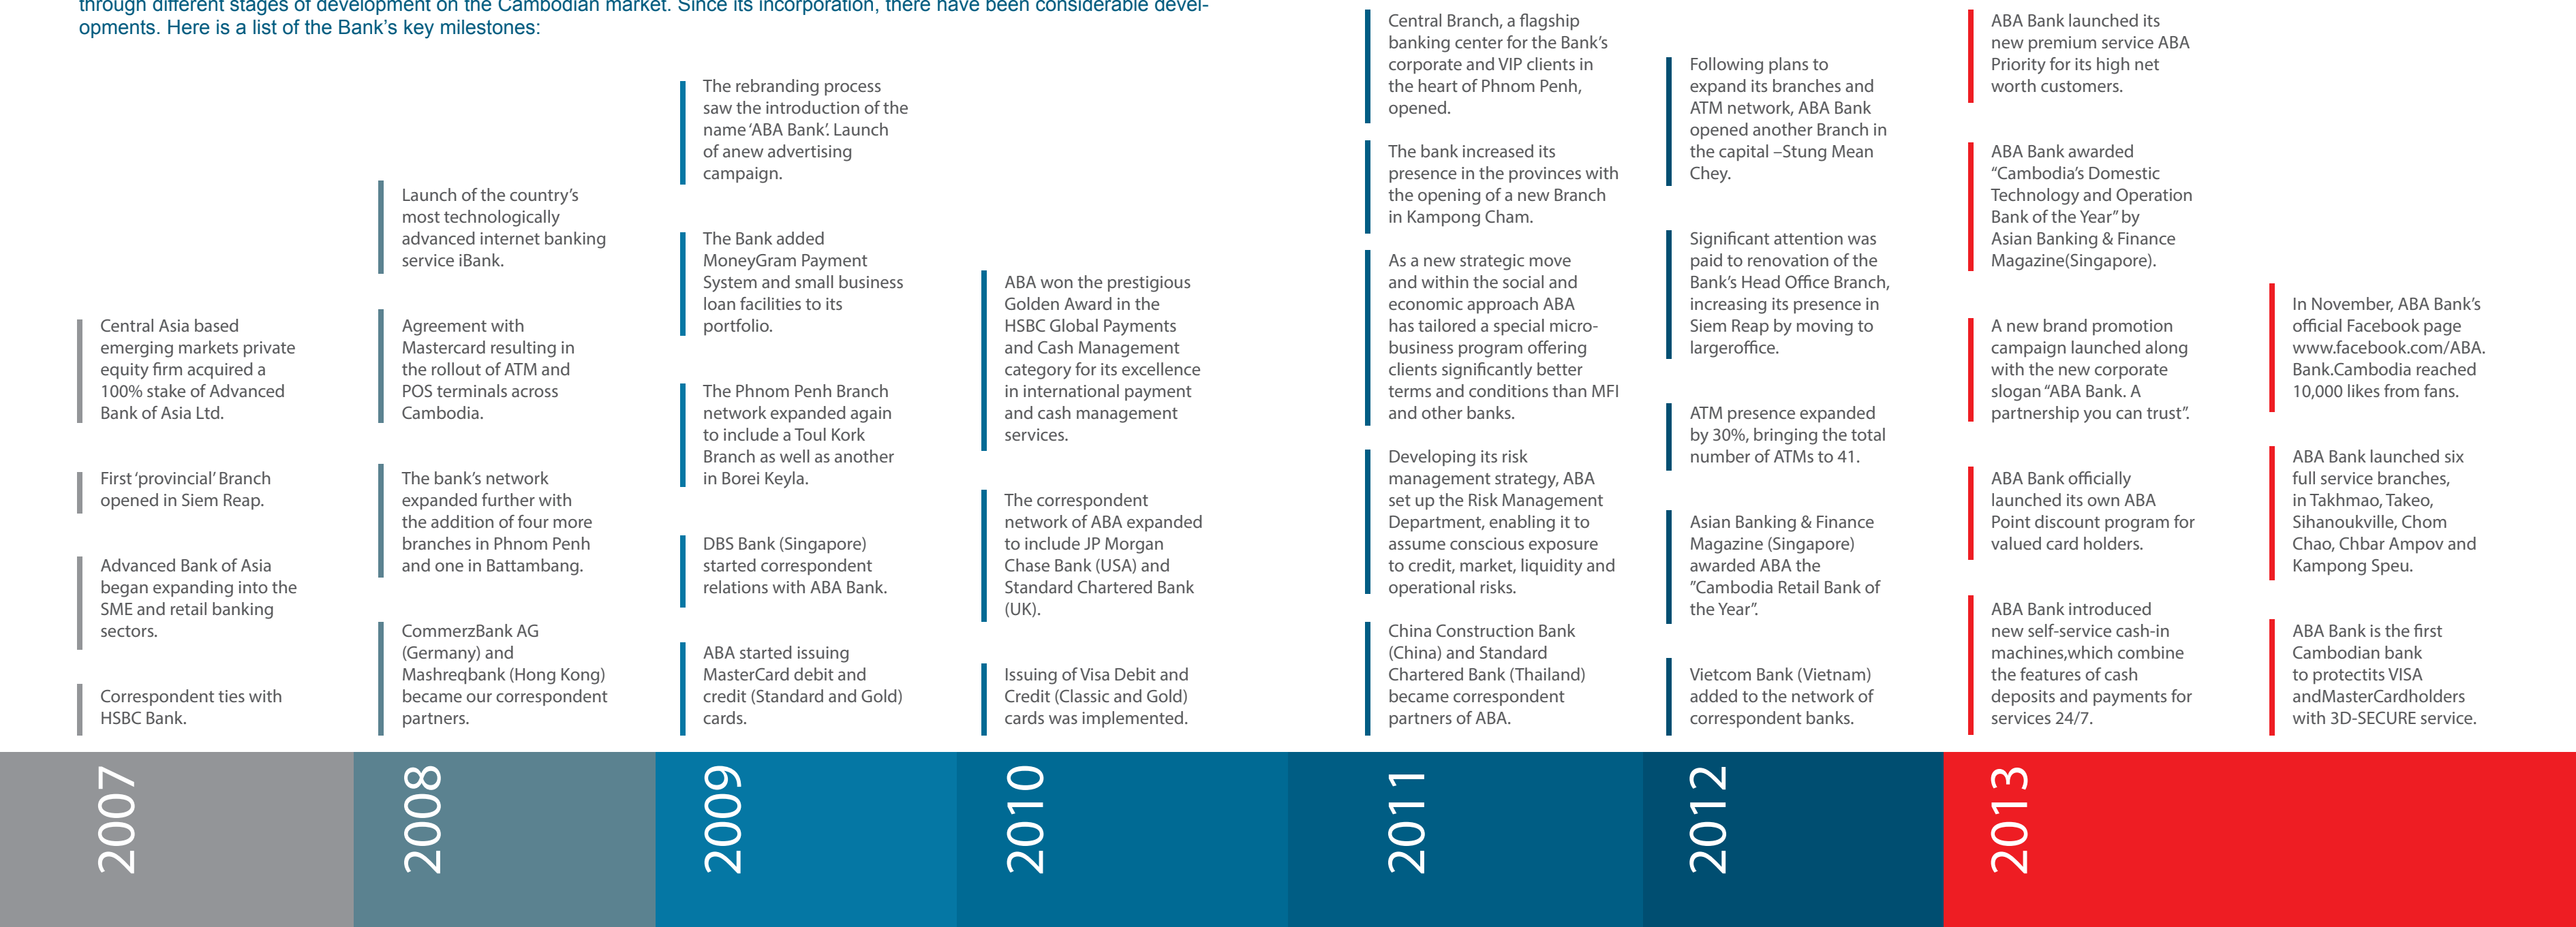 through different stages of development on the Cambodian market. Since its incorporation, there have been considerable devel-
opments. Here is a list of the Bank's key milestones:
Central Asia based
emerging markets private
equity firm acquired a
100% stake of Advanced
Bank of Asia Ltd.
First ‘provincial’ Branch
opened in Siem Reap.
Advanced Bank of Asia
began expanding into the
SME and retail banking
sectors.
Correspondent ties with
HSBC Bank.
2007
Launch of the country’s
most technologically
advanced internet banking
service iBank.
Agreement with
Mastercard resulting in
the rollout of ATM and
POS terminals across
Cambodia.
The bank’s network
expanded further with
the addition of four more
branches in Phnom Penh
and one in Battambang.
CommerzBank AG
(Germany) and
Mashreqbank (Hong Kong)
became our correspondent
partners.
2008
The rebranding process
saw the introduction of the
name ‘ABA Bank’. Launch
of anew advertising
campaign.
The Bank added
MoneyGram Payment
System and small business
loan facilities to its
portfolio.
The Phnom Penh Branch
network expanded again
to include a Toul Kork
Branch as well as another
in Borei Keyla.
DBS Bank (Singapore)
started correspondent
relations with ABA Bank.
ABA started issuing
MasterCard debit and
credit (Standard and Gold)
cards.
2009
ABA won the prestigious
Golden Award in the
HSBC Global Payments
and Cash Management
category for its excellence
in international payment
and cash management
services.
The correspondent
network of ABA expanded
to include JP Morgan
Chase Bank (USA) and
Standard Chartered Bank
(UK).
Issuing of Visa Debit and
Credit (Classic and Gold)
cards was implemented.
2010
Central Branch, a flagship
banking center for the Bank’s
corporate and VIP clients in
the heart of Phnom Penh,
opened.
The bank increased its
presence in the provinces with
the opening of a new Branch
in Kampong Cham.
As a new strategic move
and within the social and
economic approach ABA
has tailored a special micro-
business program offering
clients significantly better
terms and conditions than MFI
and other banks.
Developing its risk
management strategy, ABA
set up the Risk Management
Department, enabling it to
assume conscious exposure
to credit, market, liquidity and
operational risks.
China Construction Bank
(China) and Standard
Chartered Bank (Thailand)
became correspondent
partners of ABA.
2011
Following plans to
expand its branches and
ATM network, ABA Bank
opened another Branch in
the capital –Stung Mean
Chey.
Significant attention was
paid to renovation of the
Bank’s Head Office Branch,
increasing its presence in
Siem Reap by moving to
largeroffice.
ATM presence expanded
by 30%, bringing the total
number of ATMs to 41.
Asian Banking & Finance
Magazine (Singapore)
awarded ABA the
”Cambodia Retail Bank of
the Year”.
Vietcom Bank (Vietnam)
added to the network of
correspondent banks.
2012
ABA Bank launched its
new premium service ABA
Priority for its high net
worth customers.
ABA Bank awarded
“Cambodia’s Domestic
Technology and Operation
Bank of the Year” by
Asian Banking & Finance
Magazine(Singapore).
A new brand promotion
campaign launched along
with the new corporate
slogan “ABA Bank. A
partnership you can trust”.
ABA Bank officially
launched its own ABA
Point discount program for
valued card holders.
ABA Bank introduced
new self-service cash-in
machines,which combine
the features of cash
deposits and payments for
services 24/7.
2013
In November, ABA Bank’s
official Facebook page
www.facebook.com/ABA.
Bank.Cambodia reached
10,000 likes from fans.
ABA Bank launched six
full service branches,
in Takhmao, Takeo,
Sihanoukville, Chom
Chao, Chbar Ampov and
Kampong Speu.
ABA Bank is the first
Cambodian bank
to protectits VISA
andMasterCardholders
with 3D-SECURE service.